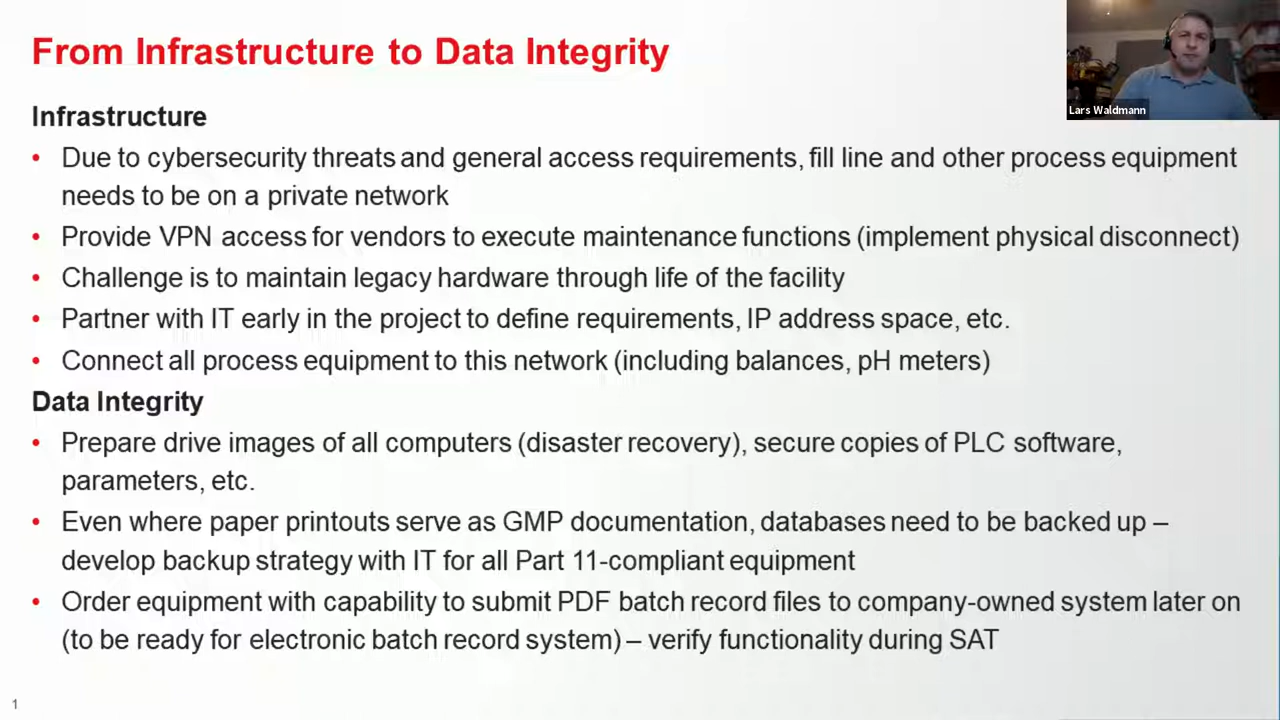 From Infrastructure to Data Integrity
Lars Waldmann
Infrastructure
• Due to cybersecurity threats and general access requirements, fill line and other process equipment
needs to be on a private network
• Provide VPN access for vendors to execute maintenance functions (implement physical disconnect)
• Challenge is to maintain legacy hardware through life of the facility
• Partner with IT early in the project to define requirements, IP address space, etc.
• Connect all process equipment to this network (including balances, pH meters)
Data Integrity
• Prepare drive images of all computers (disaster recovery), secure copies of PLC software,
parameters, etc.
• Even where paper printouts serve as GMP documentation, databases need to be backed up –
develop backup strategy with IT for all Part 11-compliant equipment
• Order equipment with capability to submit PDF batch record files to company-owned system later on
(to be ready for electronic batch record system) – verify functionality during SAT
1